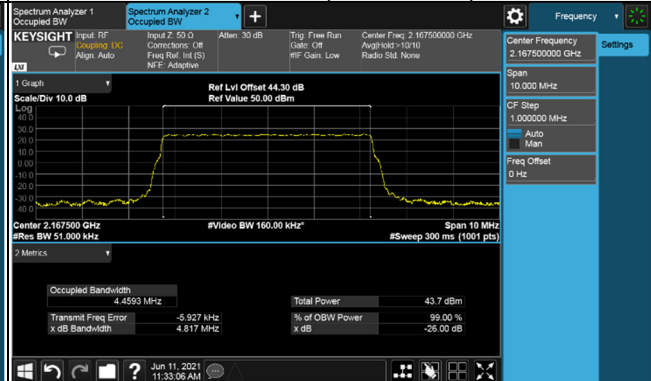 Spectrum Analyzer 1
Occupied BW
Spectrum Analyzer 2
Occupied BW
Frequency
KEYSIGHT
Input: RF
Coupling: DC
Align: Auto
Input Z: 50 Ω
Corrections: Off
Freq Ref: Int (S)
NFE: Adaptive
Atten: 30 dB
Trig: Free Run
Gate: Off
#IF Gain: Low
Center Freq: 2.167500000 GHz
Avg|Hold:>10/10
Radio Std: None
LXI
Center Frequency
2.167500000 GHz
Settings
Span
10.000 MHz
CF Step
1.000000 MHz
Auto
Man
Freq Offset
0 Hz
1 Graph
Scale/Div 10.0 dB
Ref Lvl Offset 44.30 dB
Ref Value 50.00 dBm
Log
40.0
30.0
20.0
10.0
0.00
-10.0
-20.0
-30.0
-40.0
Center 2.167500 GHz
#Res BW 51.000 kHz
#Video BW 160.00 kHz*
Span 10 MHz
#Sweep 300 ms (1001 pts)
2 Metrics
Occupied Bandwidth
4.4593 MHz
Total Power
43.7 dBm
Transmit Freq Error
-5.927 kHz
% of OBW Power
99.00 %
x dB Bandwidth
4.817 MHz
x dB
-26.00 dB
?
Jun 11, 2021
11:33:06 AM